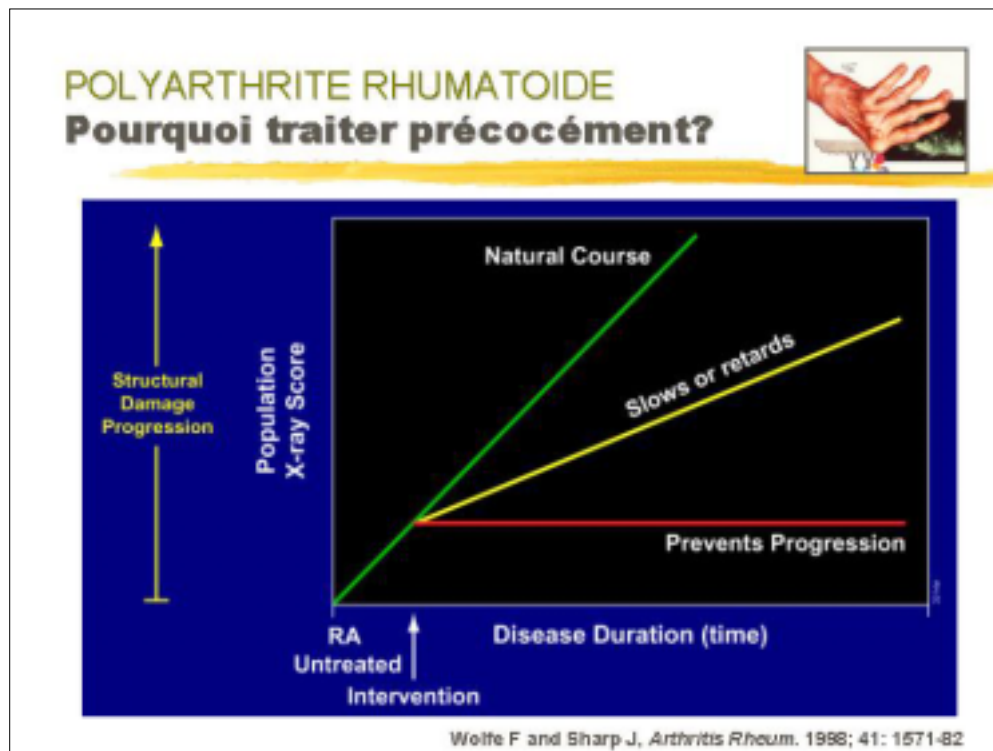 POLYARTHRITE RHUMATOIDE
Pourquoi traiter précocément?
Natural Course
Slows or retards
Structural
Damage
Progression
Population
X-ray Score
Prevents Progression
RA
Untreated
Disease Duration (time)
Intervention
Wolfe F and Sharp J, Arthritis Rheum. 1998; 41: 1571-82